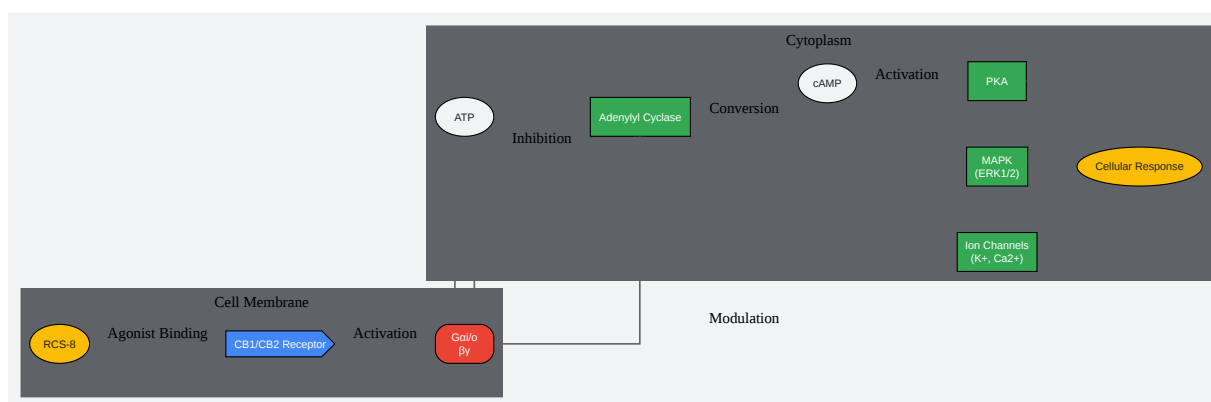 Cytoplasm
cAMP
Activation
PKA
ATP
Inhibition
Adenylyl Cyclase
Conversion
MAPK
(ERK1/2)
Cellular Response
Ion Channels
(K+, Ca2+)
Cell Membrane
RCS-8
Agonist Binding
CB1/CB2 Receptor
Activation
Gαi/o
βγ
Modulation